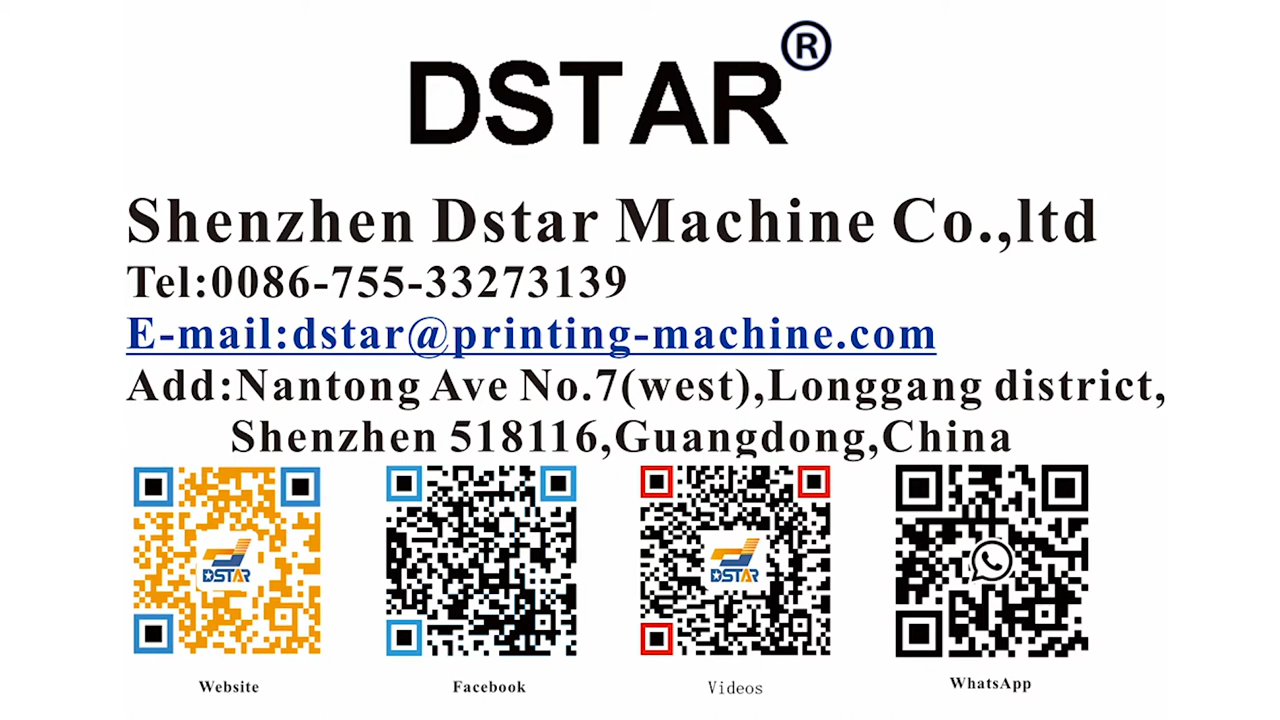 DSTAR®
Shenzhen Dstar Machine Co.,ltd
Tel:0086-755-33273139
E-mail:dstar@printing-machine.com
Add:Nantong Ave No.7(west),Longgang district,
Shenzhen 518116,Guangdong,China
DSTAR
DSTAR
Website
Facebook
Videos
WhatsApp